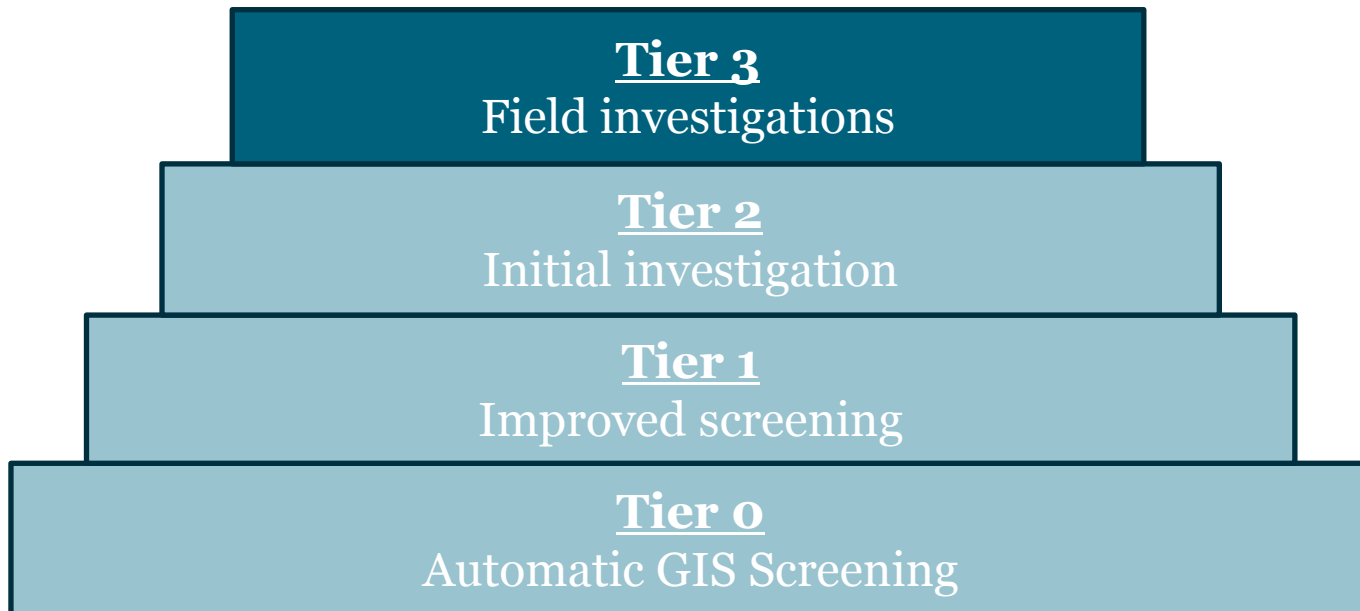 Tier 3
Field investigations
Tier 2
Initial investigation
Tier 1
Improved screening
Tier 0
Automatic GIS Screening